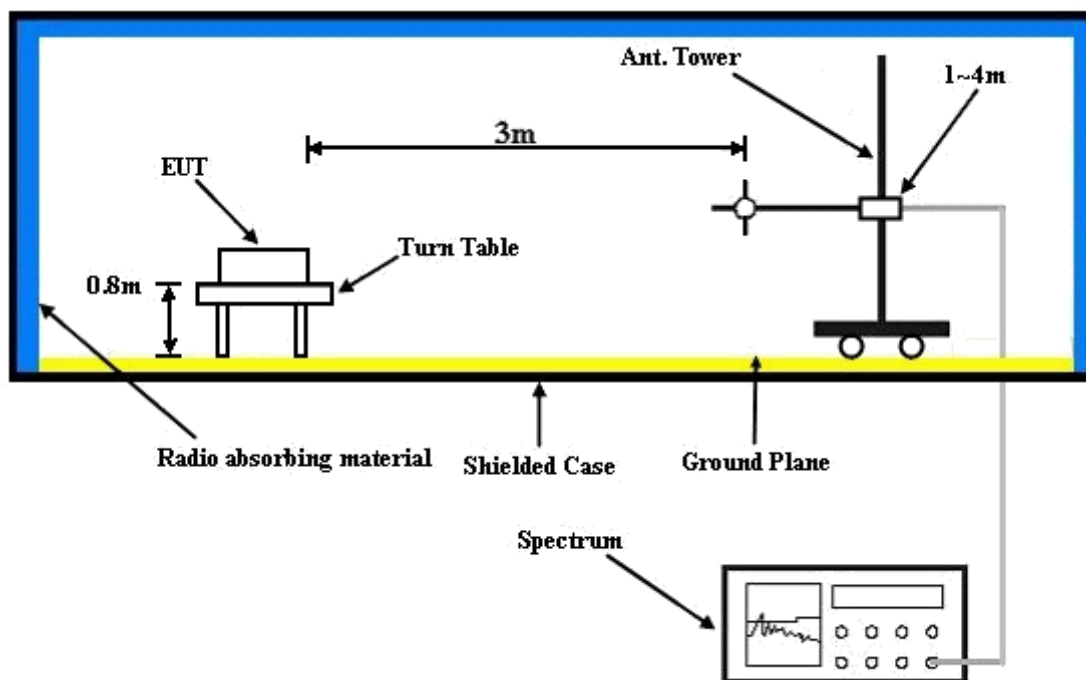 Ant. Tower
1~4m
3m
EUT
Turn Table
0.8m
Radio absorbing material
Shielded Case
Ground Plane
Spectrum